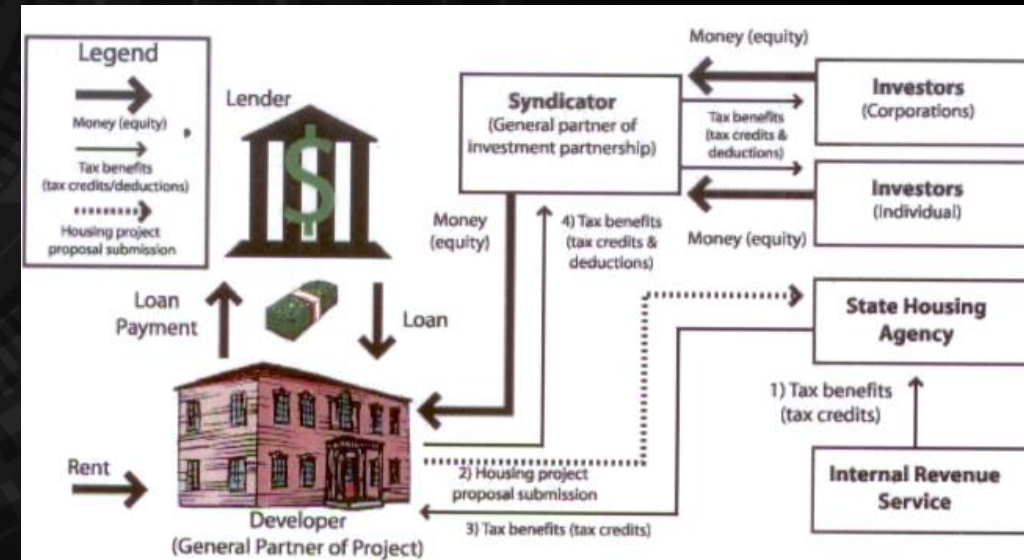 Legend
Money (equity)
Tax benefits
(tax credits/deductions)
Housing project
proposal submission
Lender
$
Loan
Payment
Loan
Rent
Developer
(General Partner of Project)
Money
(equity)
Syndicator
(General partner of
investment partnership)
4) Tax benefits
(tax credits &
deductions)
2) Housing project
proposal submission
3) Tax benefits (tax credits)
Money (equity)
Tax benefits
(tax credits &
deductions)
Money (equity)
Investors
(Corporations)
Investors
(Individual)
State Housing
Agency
1) Tax benefits
(tax credits)
Internal Revenue
Service